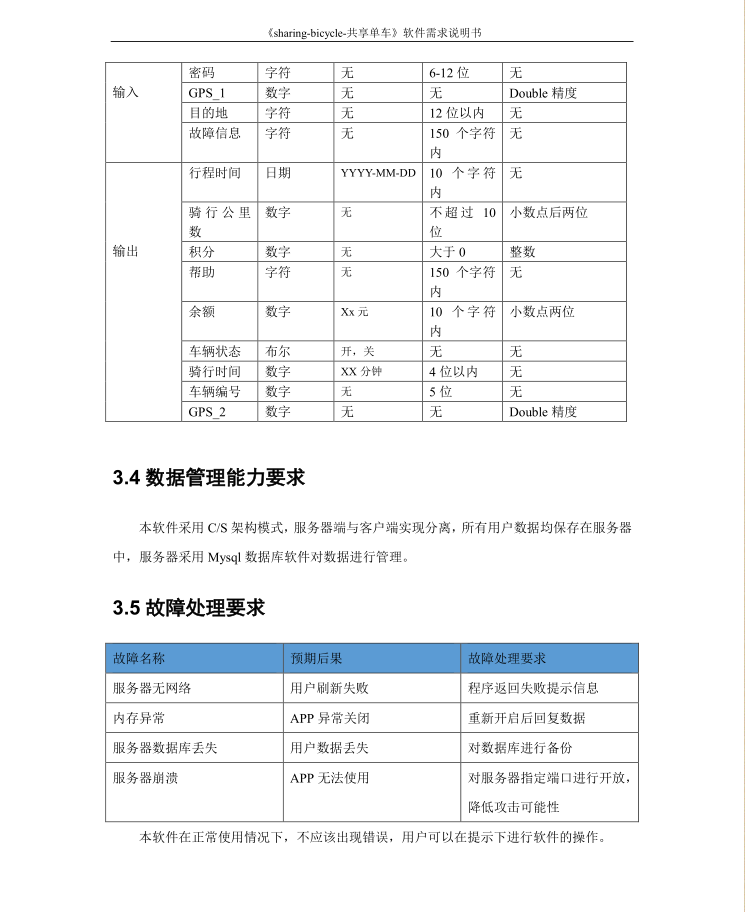 《sharing-bicycle-共享单车》软件需求说明书
密码 字符 无 6-12 位 无
输入 GPS_1 数字 无 无 Double 精度
目的地 字符 无 12 位以内 无
故障信息 字符 无 150 个字符 无
内
行程时间 日期 YYYY-MM-DD 10 个字符 无
内
骑行公里 数字 无 不超过 10 小数点后两位
数 位
输出 积分 数字 无 大于 0 整数
帮助 字符 无 150 个字符 无
内
余额 数字 Xx 元 10 个字符 小数点两位
内
车辆状态 布尔 开，关 无 无
骑行时间 数字 XX 分钟 4 位以内 无
车辆编号 数字 无 5 位 无
GPS_2 数字 无 无 Double 精度
3.4 数据管理能力要求
本软件采用 C/S 架构模式，服务器端与客户端实现分离，所有用户数据均保存在服务器
中，服务器采用 Mysql 数据库软件对数据进行管理。
3.5 故障处理要求
故障名称 预期后果 故障处理要求
服务器无网络 用户刷新失败 程序返回失败提示信息
内存异常 APP 异常关闭 重新开启后回复数据
服务器数据库丢失 用户数据丢失 对数据库进行备份
服务器崩溃 APP 无法使用 对服务器指定端口进行开放，
降低攻击可能性
本软件在正常使用情况下，不应该出现错误，用户可以在提示下进行软件的操作。